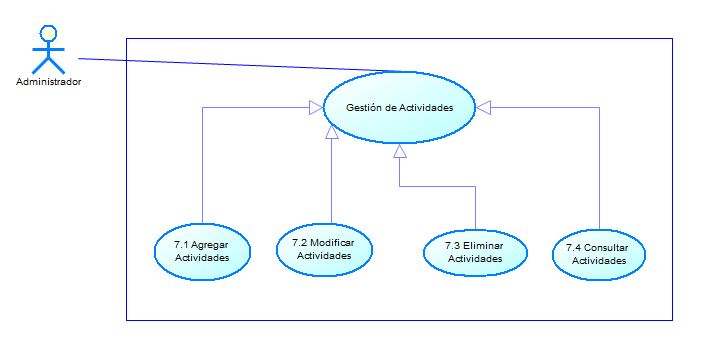 Administrador
Gestión de Actividades
7.1 Agregar
Actividades
7.2 Modificar
Actividades
7.3 Eliminar
Actividades
7.4 Consultar
Actividades